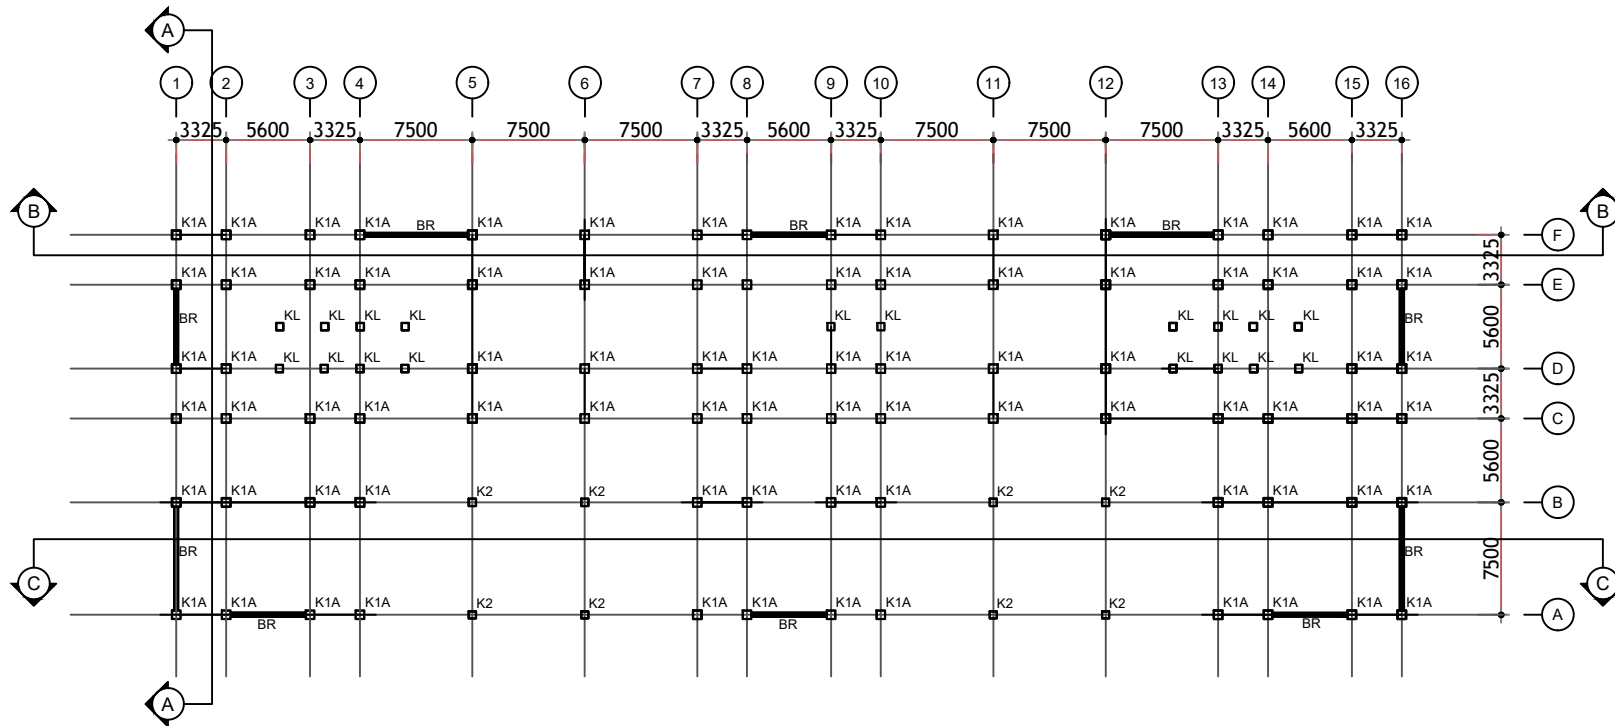 A
1 2 3 4 5 6 7 8 9 10 11 12 13 14 15 16
3325 5600 3325 7500 7500 7500 3325 5600 3325 7500 7500 7500 3325 5600 3325
B B
K1A K1A K1A K1A K1A K1A K1A K1A K1A K1A K1A K1A K1A K1A K1A K1A
BR BR BR
F
3325
K1A K1A K1A K1A K1A K1A K1A K1A K1A K1A K1A K1A K1A K1A K1A K1A
E
BR KL KL KL KL KL KL KL KL KL KL BR
5600
K1A K1A KL KL KL KL K1A K1A K1A K1A K1A K1A K1A K1A KL KL KL KL K1A K1A
D
3325
K1A K1A K1A K1A K1A K1A K1A K1A K1A K1A K1A K1A K1A K1A K1A K1A
C
5600
K1A K1A K1A K1A K2 K2 K1A K1A K1A K1A K2 K2 K1A K1A K1A K1A
B
BR BR
7500
C C
K1A K1A K1A K1A K2 K2 K1A K1A K1A K1A K2 K2 K1A K1A K1A K1A
A
BR BR BR
A